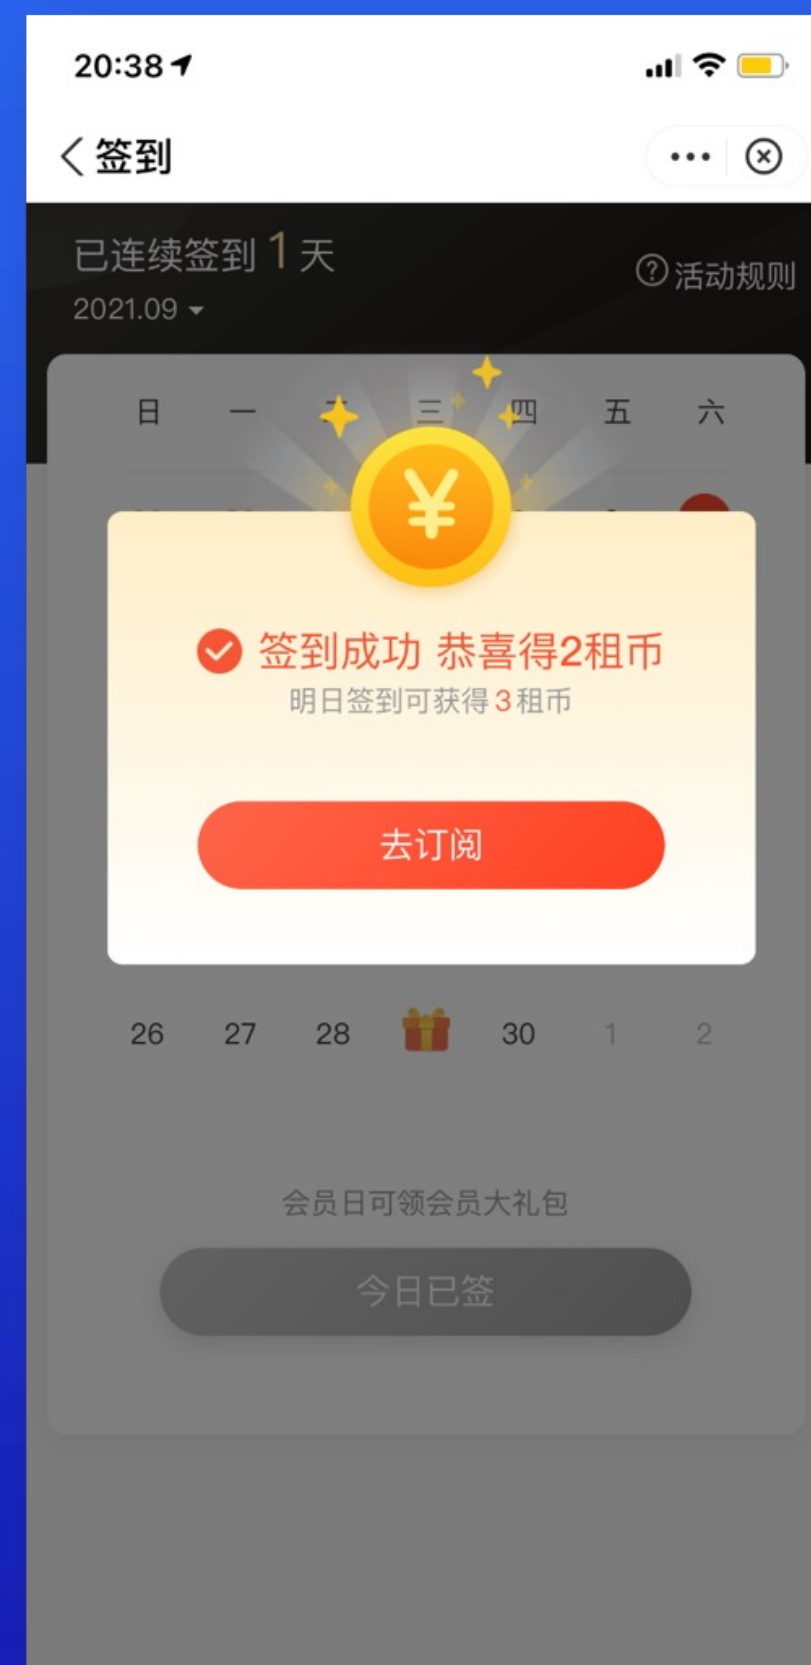 20:38
签到
已连续签到 1 天
2021.09
活动规则
日 一 三 四 五 六
¥
签到成功 恭喜得2租币
明日签到可获得3租币
去订阅
26 27 28 30 1 2
会员日可领会员大礼包
今日已签